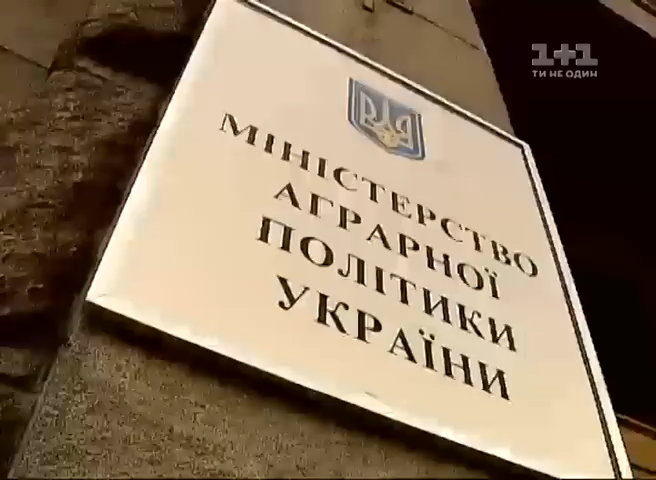 1+1
ТИ НЕ ОДИН
МІНІСТЕРСТВО
АГРАРНОЇ
ПОЛІТИКИ
УКРАЇНИ